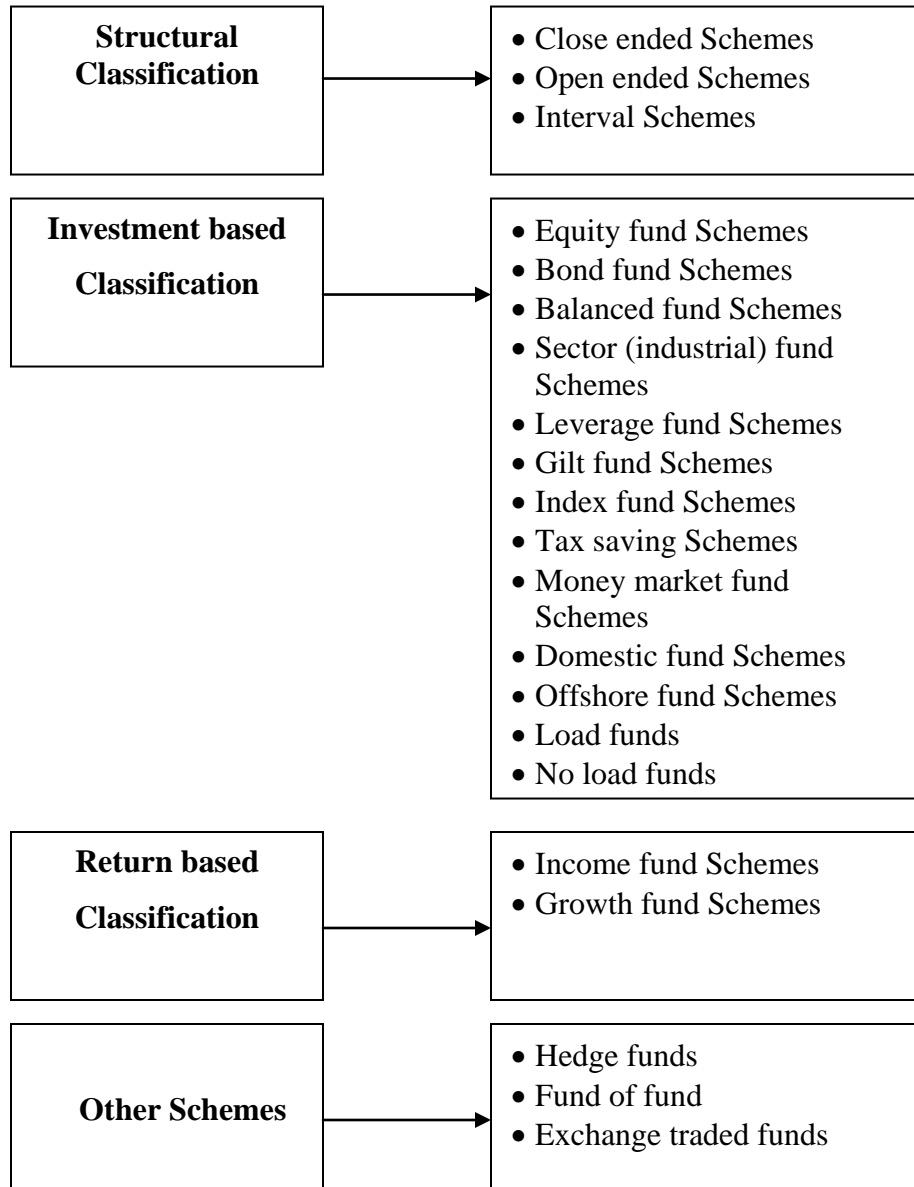 Structural
Classification
• Close ended Schemes
• Open ended Schemes
• Interval Schemes
Investment based
Classification
• Equity fund Schemes
• Bond fund Schemes
• Balanced fund Schemes
• Sector (industrial) fund
Schemes
• Leverage fund Schemes
• Gilt fund Schemes
• Index fund Schemes
• Tax saving Schemes
• Money market fund
Schemes
• Domestic fund Schemes
• Offshore fund Schemes
• Load funds
• No load funds
Return based
Classification
• Income fund Schemes
• Growth fund Schemes
Other Schemes
• Hedge funds
• Fund of fund
• Exchange traded funds